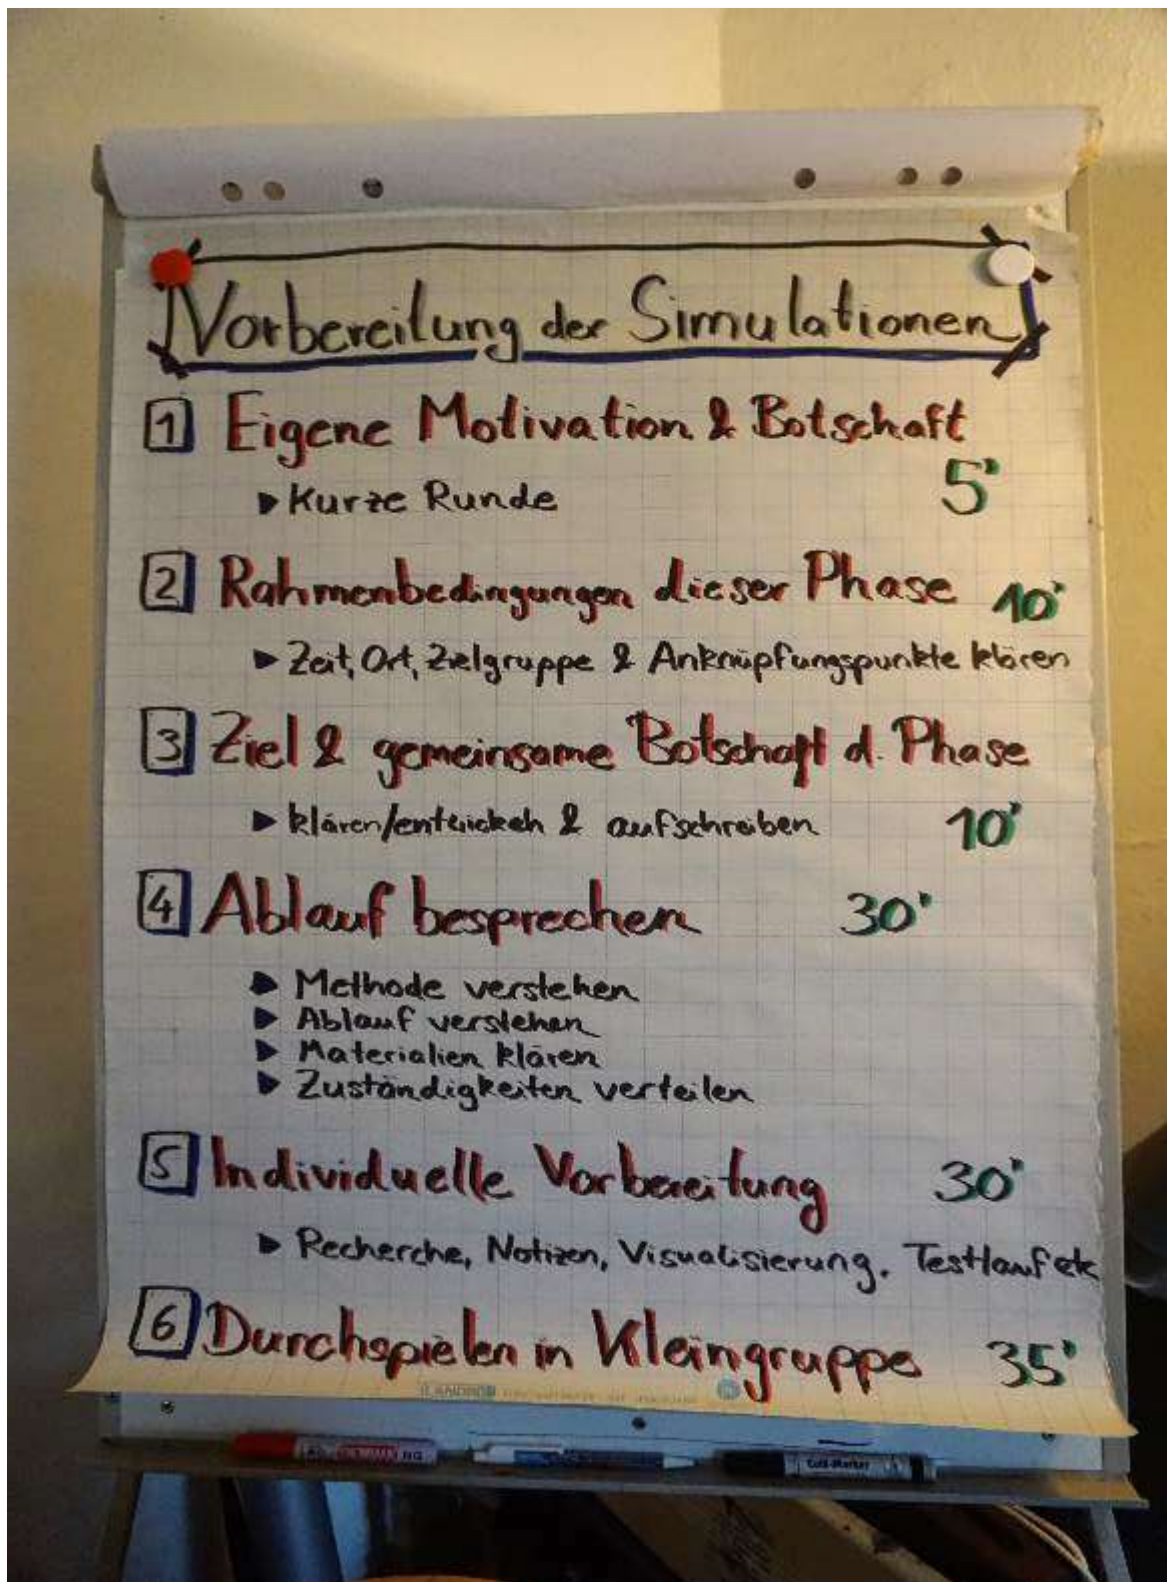 Vorbereitung der Simulationen
1 Eigene Motivation & Botschaft
5'
▶ Kurze Runde
2 Rahmenbedingungen dieser Phase 10'
▶ Zeit, Ort, Zielgruppe & Anknüpfungspunkte klären
3 Ziel & gemeinsame Botschaft d. Phase
▶ klären/entwickeln & aufschreiben 10'
4 Ablauf besprechen 30'
▶ Methode verstehen
▶ Ablauf verstehen
▶ Materialien klären
▶ Zuständigkeiten verteilen
5 Individuelle Vorbereitung 30'
▶ Recherche, Notizen, Visualisierung. Testlauf etc
6 Durchspielen in Kleingruppe 35'